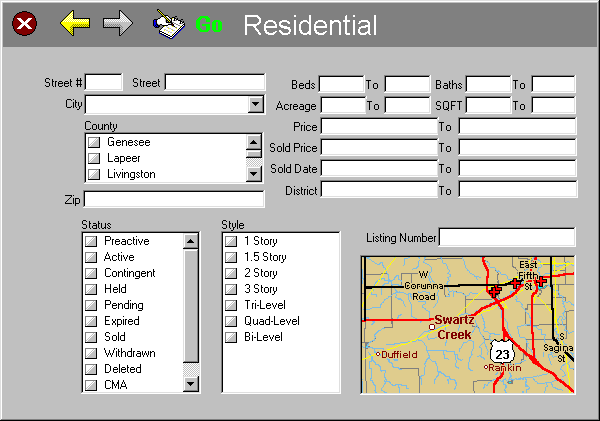 Go Residential
Street # Street
City
County
Genesee
Lapeer
Livingston
Zip
Beds To Baths To
Acreage To SQFT To
Price To
Sold Price To
Sold Date To
District To
Status
Preactive
Active
Contingent
Held
Pending
Expired
Sold
Withdrawn
Deleted
CMA
Style
1 Story
1.5 Story
2 Story
3 Story
Tri-Level
Quad-Level
Bi-Level
Listing Number
W
Corunna
Road
East
Fifth
St
Swartz
Creek
S
Sagina
St
Duffield
23
Rankin